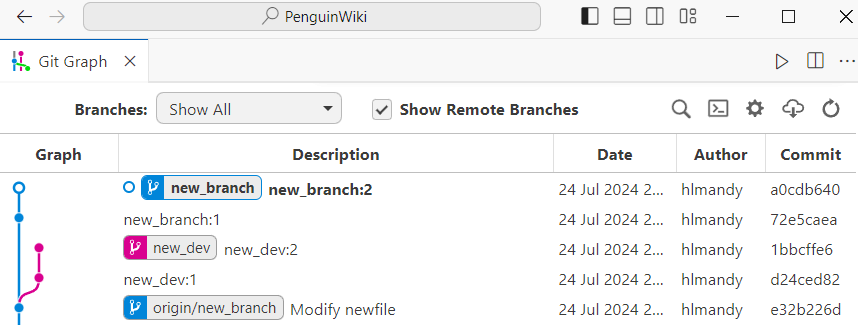 PenguinWiki
Git Graph
Branches: Show All Show Remote Branches
Graph Description Date Author Commit
new_branch new_branch:2 24 Jul 2024 2... hlmandy a0cdb640
new_branch:1 24 Jul 2024 2... hlmandy 72e5caea
new_dev new_dev:2 24 Jul 2024 2... hlmandy 1bbcffe6
new_dev:1 24 Jul 2024 2... hlmandy d24ced82
origin/new_branch Modify newfile 24 Jul 2024 2... hlmandy e32b226d